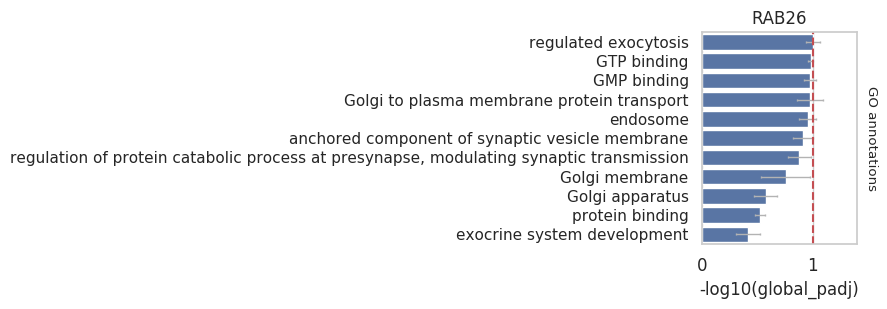 RAB26
regulated exocytosis
GTP binding
GMP binding
Golgi to plasma membrane protein transport
endosome
anchored component of synaptic vesicle membrane
regulation of protein catabolic process at presynapse, modulating synaptic transmission
Golgi membrane
Golgi apparatus
protein binding
exocrine system development
GO annotations
0 1
-log10(global_padj)